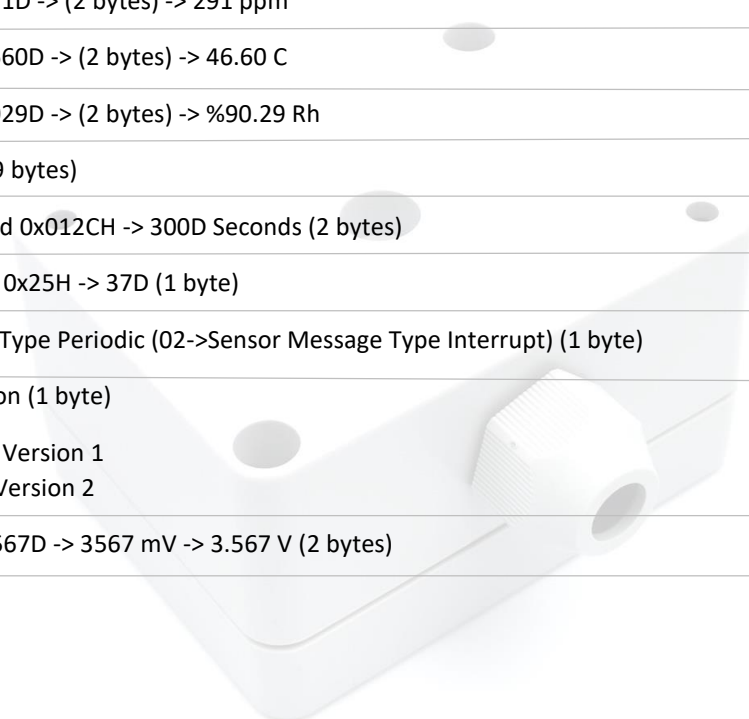 1D -> (2 bytes) -> 291 ppm
60D -> (2 bytes) -> 46.60 C
29D -> (2 bytes) -> %90.29 Rh
bytes)
d 0x012CH -> 300D Seconds (2 bytes)
0x25H -> 37D (1 byte)
Type Periodic (02->Sensor Message Type Interrupt) (1 byte)
on (1 byte)
Version 1
Version 2
567D -> 3567 mV -> 3.567 V (2 bytes)